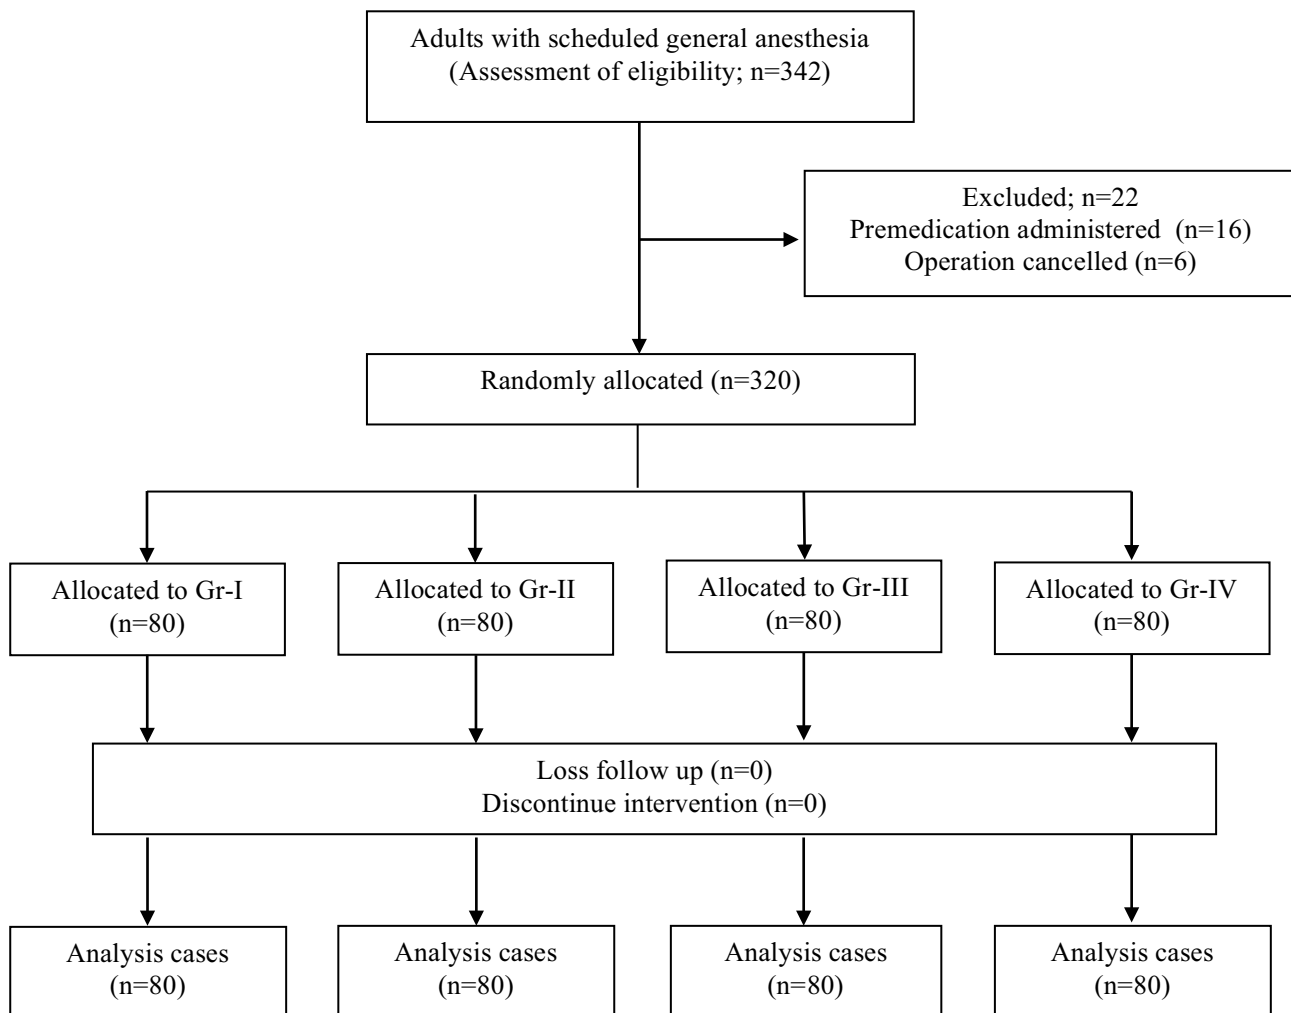 Adults with scheduled general anesthesia
(Assessment of eligibility; n=342)
Excluded; n=22
Premedication administered  (n=16)
Operation cancelled (n=6)
Randomly allocated (n=320)
Allocated to Gr-I
(n=80)
Allocated to Gr-II
(n=80)
Allocated to Gr-III
(n=80)
Allocated to Gr-IV
(n=80)
Loss follow up (n=0)
Discontinue intervention (n=0)
Analysis cases
(n=80)
Analysis cases
(n=80)
Analysis cases
(n=80)
Analysis cases
(n=80)